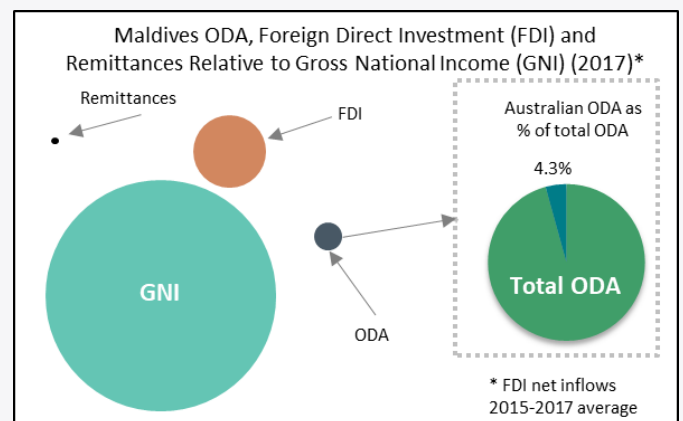 Maldives ODA, Foreign Direct Investment (FDI) and
Remittances Relative to Gross National Income (GNI) (2017)*
Remittances
FDI
Australian ODA as
% of total ODA
4.3%
GNI
Total ODA
ODA
* FDI net inflows
2015-2017 average